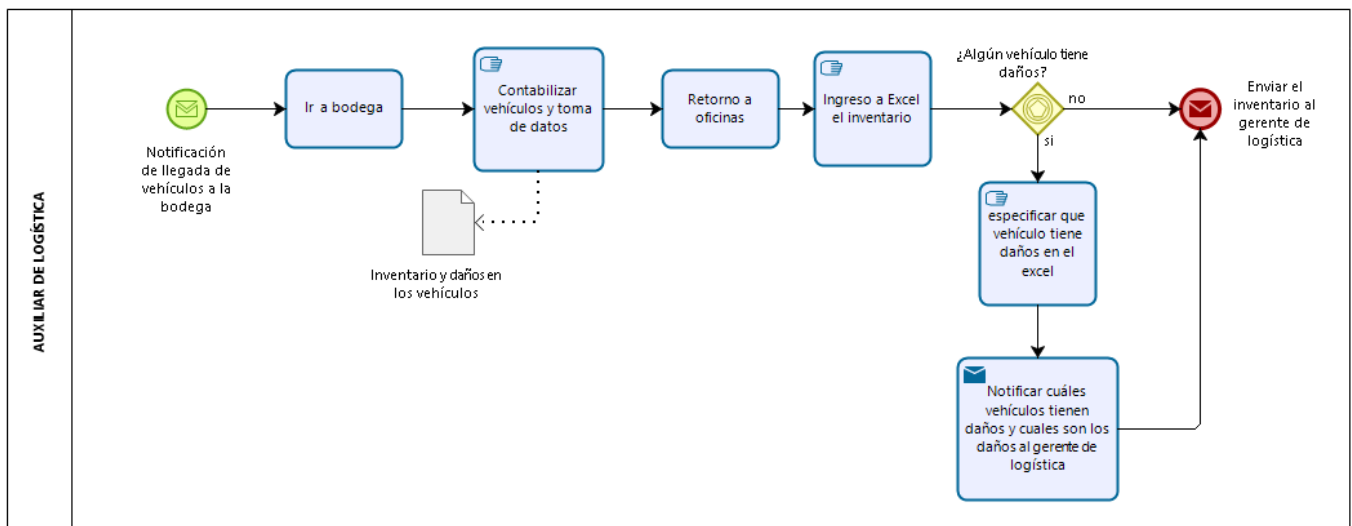 AUXILIAR DE LOGÍSTICA
Notificación
de llegada de
vehículos a la
bodega
Ir a bodega
Contabilizar
vehículos y toma
de datos
Inventario y daños en
los vehículos
Retorno a
oficinas
Ingreso a Excel
el inventario
¿Algún vehículo tiene
daños?
no
si
Enviar el
inventario al
gerente de
logística
especificar que
vehículo tiene
daños en el
excel
Notificar cuáles
vehículos tienen
daños y cuales son los
daños al gerente de
logística